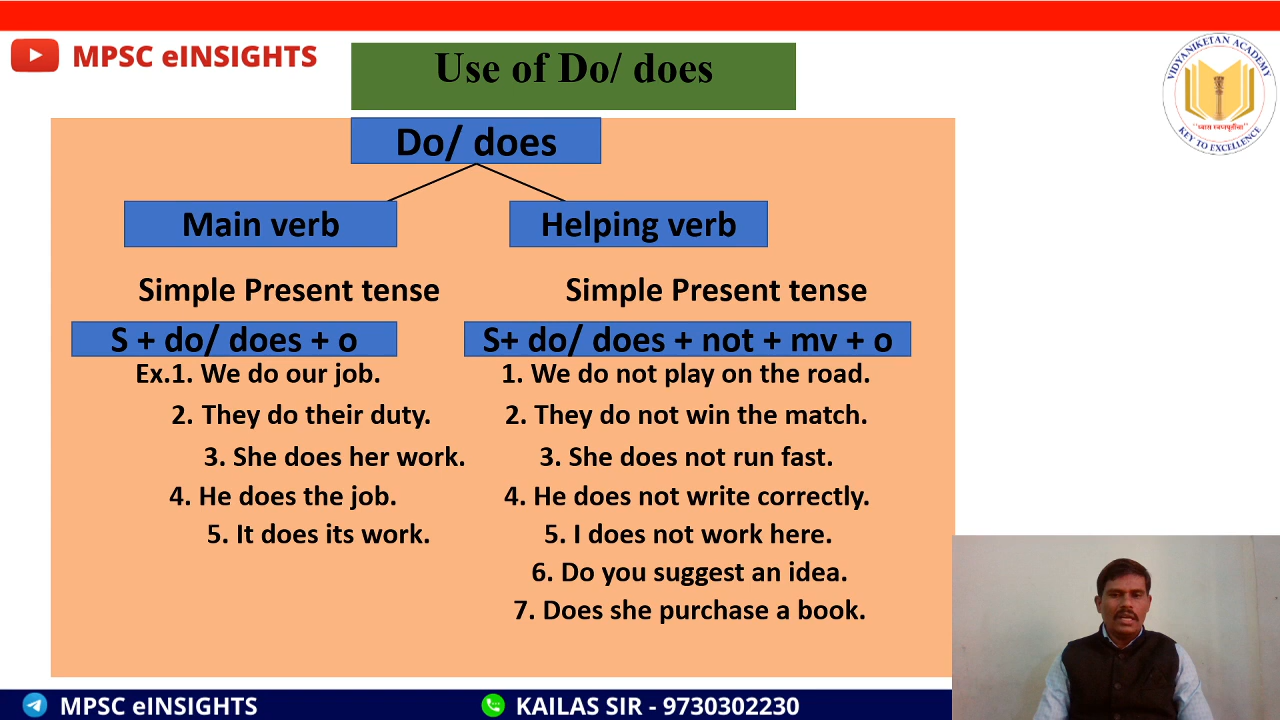 MPSC eINSIGHTS
Use of Do/ does
VIDYANIKETAN ACADEMY
"ध्यास स्वप्नपूर्तीचा"
KEY TO EXCELLENCE
Do/ does
Main verb
Helping verb
Simple Present tense
S + do/ does + o
Ex.1. We do our job.
2. They do their duty.
3. She does her work.
4. He does the job.
5. It does its work.
Simple Present tense
S+ do/ does + not + mv + o
1. We do not play on the road.
2. They do not win the match.
3. She does not run fast.
4. He does not write correctly.
5. I does not work here.
6. Do you suggest an idea.
7. Does she purchase a book.
MPSC eINSIGHTS
KAILAS SIR - 9730302230